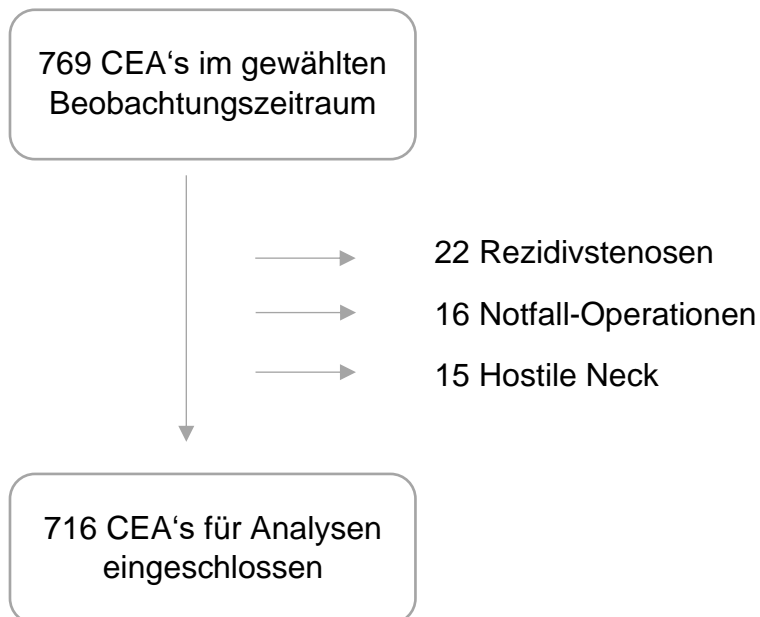 769 CEA‘s im gewählten
Beobachtungszeitraum
22 Rezidivstenosen
16 Notfall-Operationen
15 Hostile Neck
716 CEA‘s für Analysen
eingeschlossen